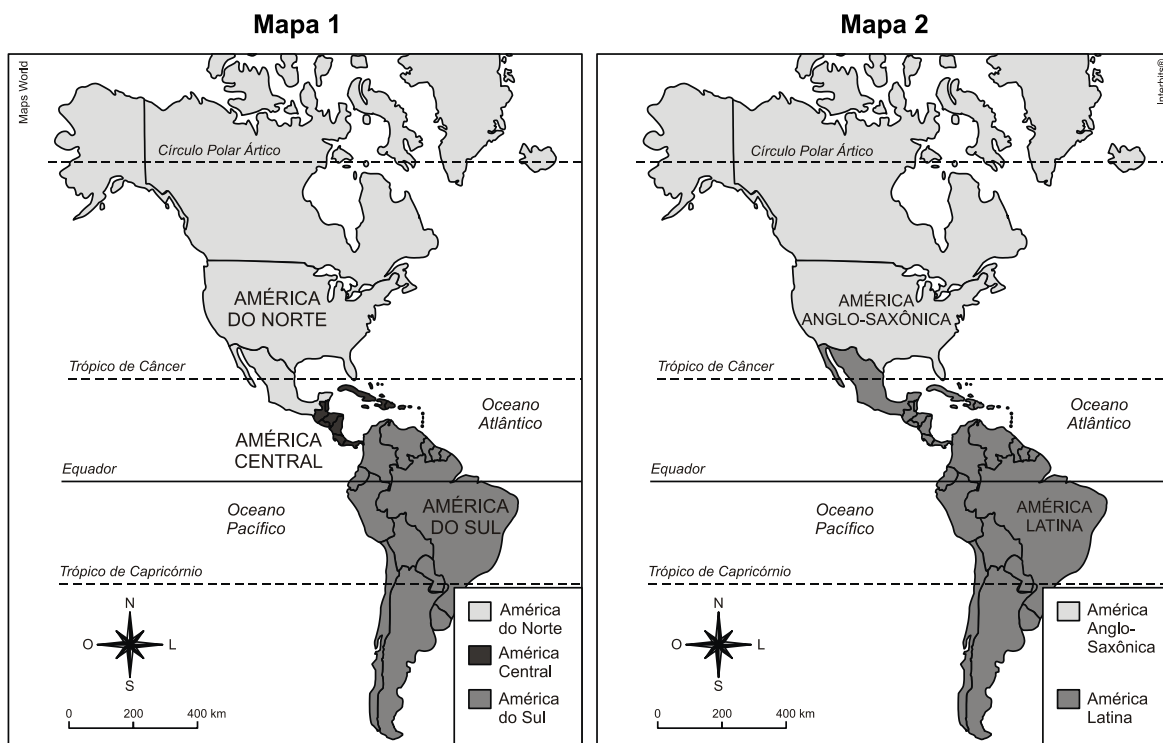 Mapa 1
Maps World
Círculo Polar Ártico
AMÉRICA
DO NORTE
Trópico de Câncer
Oceano
Atlântico
AMÉRICA
CENTRAL
Equador
Oceano
Pacífico
AMÉRICA
DO SUL
Trópico de Capricórnio
N
O
L
S
0 200 400 km
América
do Norte
América
Central
América
do Sul
Mapa 2
Interbits®
Círculo Polar Ártico
AMÉRICA
ANGLO-SAXÔNICA
Trópico de Câncer
Oceano
Atlântico
Equador
Oceano
Pacífico
AMÉRICA
LATINA
Trópico de Capricórnio
N
O
L
S
0 200 400 km
América
Anglo-
Saxônica
América
Latina